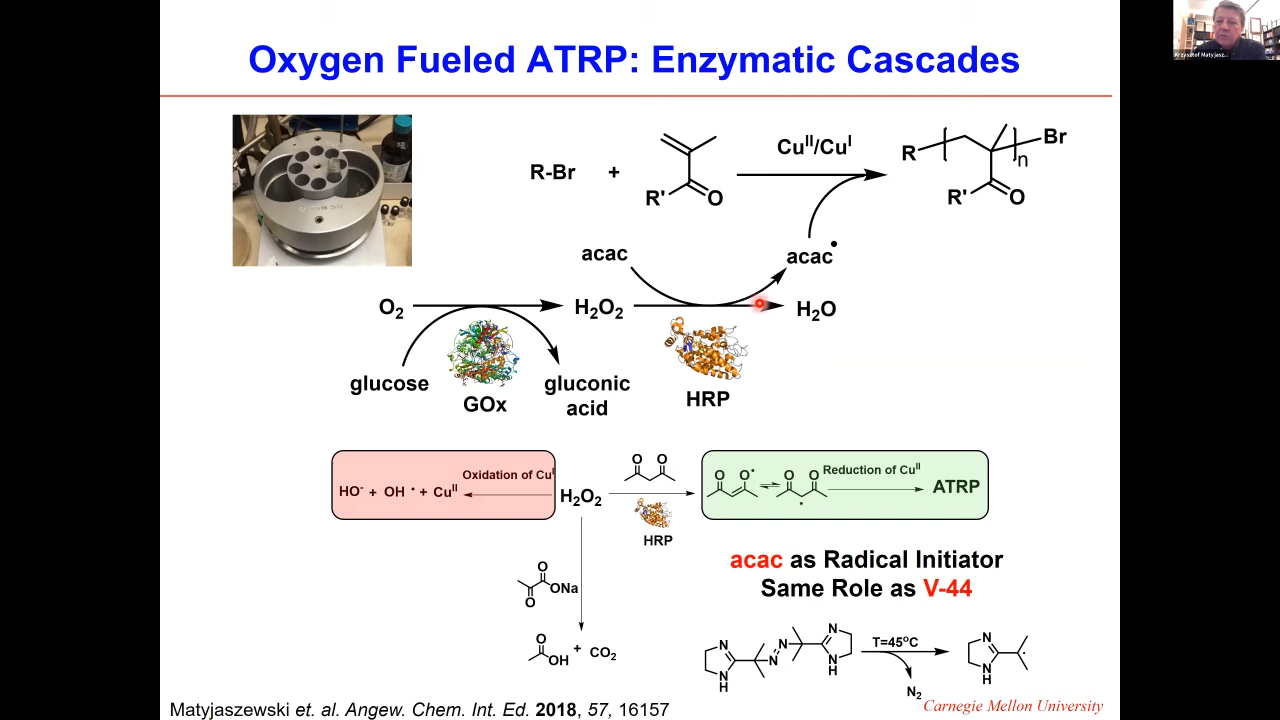 Oxygen Fueled ATRP: Enzymatic Cascades
Krzysztof Matyjasz...
R-Br + R' O
Cu^II/Cu^I
R n Br
R' O
acac
acac•
O2
H2O2
H2O
glucose
gluconic
acid
GOx
HRP
HO- + OH • + Cu^II
Oxidation of Cu^I
H2O2
O O
HRP
O O• ⇌ O O
Reduction of Cu^II
ATRP
acac as Radical Initiator
Same Role as V-44
O
ONa
O
O
OH + CO2
N N H N N N N H
T=45°C
N2
N N H
Matyjaszewski et. al. Angew. Chem. Int. Ed. 2018, 57, 16157
Carnegie Mellon University